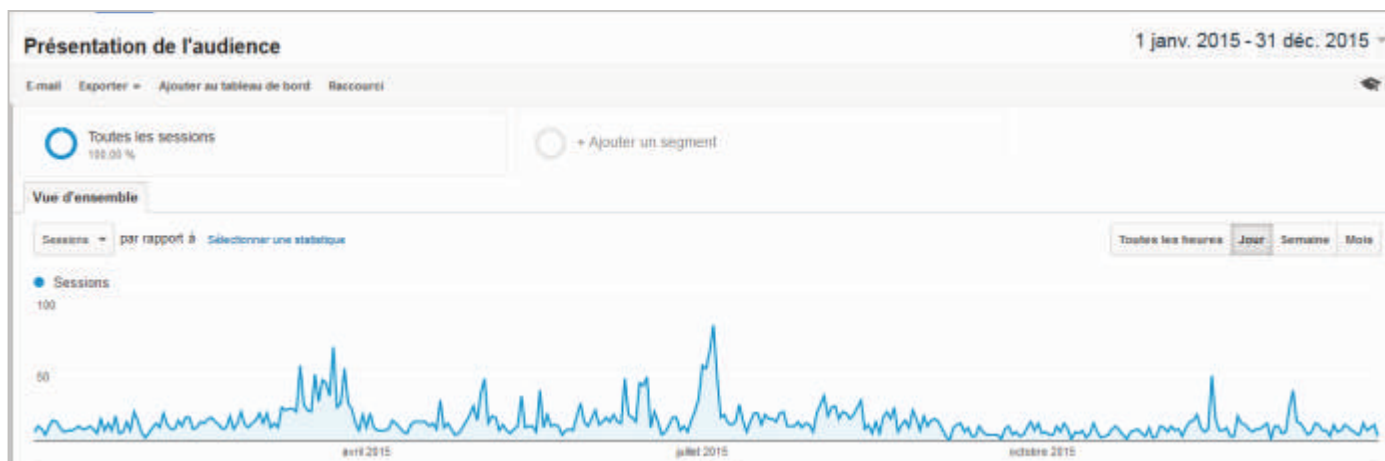 Présentation de l'audience
1 janv. 2015 - 31 déc. 2015
E-mail Exporter Ajouter au tableau de bord Raccourci
Toutes les sessions
100,00 %
+ Ajouter un segment
Vue d'ensemble
Sessions par rapport à Sélectionner une statistique
Toutes les heures Jour Semaine Mois
Sessions
100
50
avril 2015 juillet 2015 octobre 2015